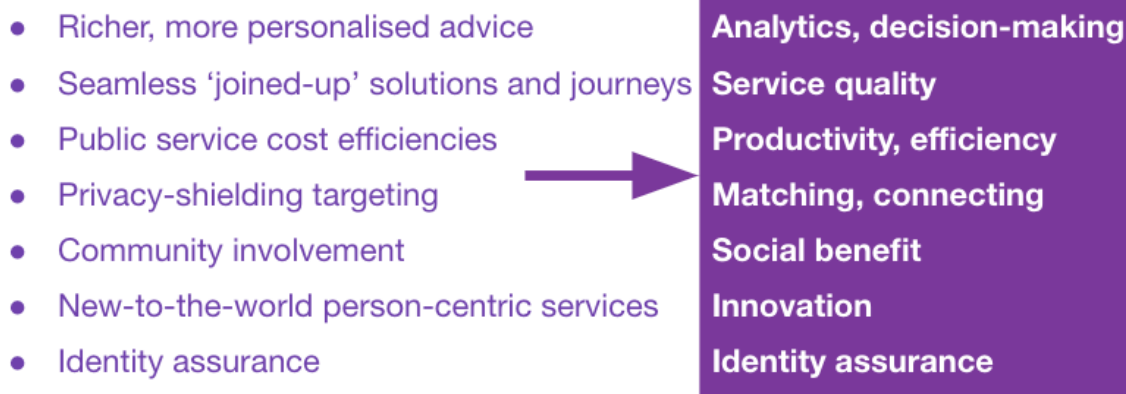 • Richer, more personalised advice Analytics, decision-making
• Seamless ‘joined-up’ solutions and journeys Service quality
• Public service cost efficiencies Productivity, efficiency
• Privacy-shielding targeting Matching, connecting
• Community involvement Social benefit
• New-to-the-world person-centric services Innovation
• Identity assurance Identity assurance